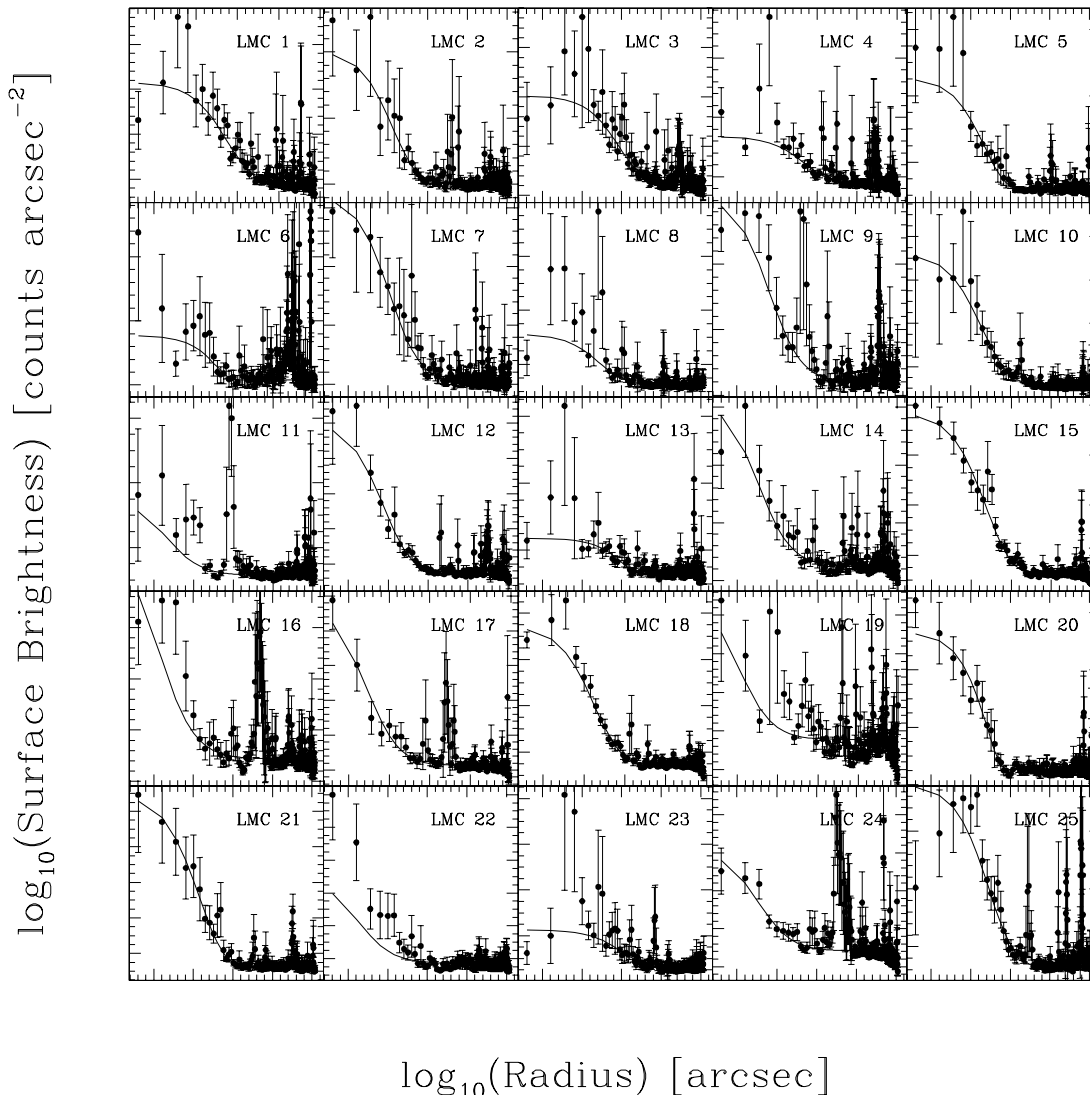 log10(Surface Brightness) [counts arcsec−2]
LMC 1
LMC 2
LMC 3
LMC 4
LMC 5
LMC 6
LMC 7
LMC 8
LMC 9
LMC 10
LMC 11
LMC 12
LMC 13
LMC 14
LMC 15
LMC 16
LMC 17
LMC 18
LMC 19
LMC 20
LMC 21
LMC 22
LMC 23
LMC 24
LMC 25
log10(Radius) [arcsec]